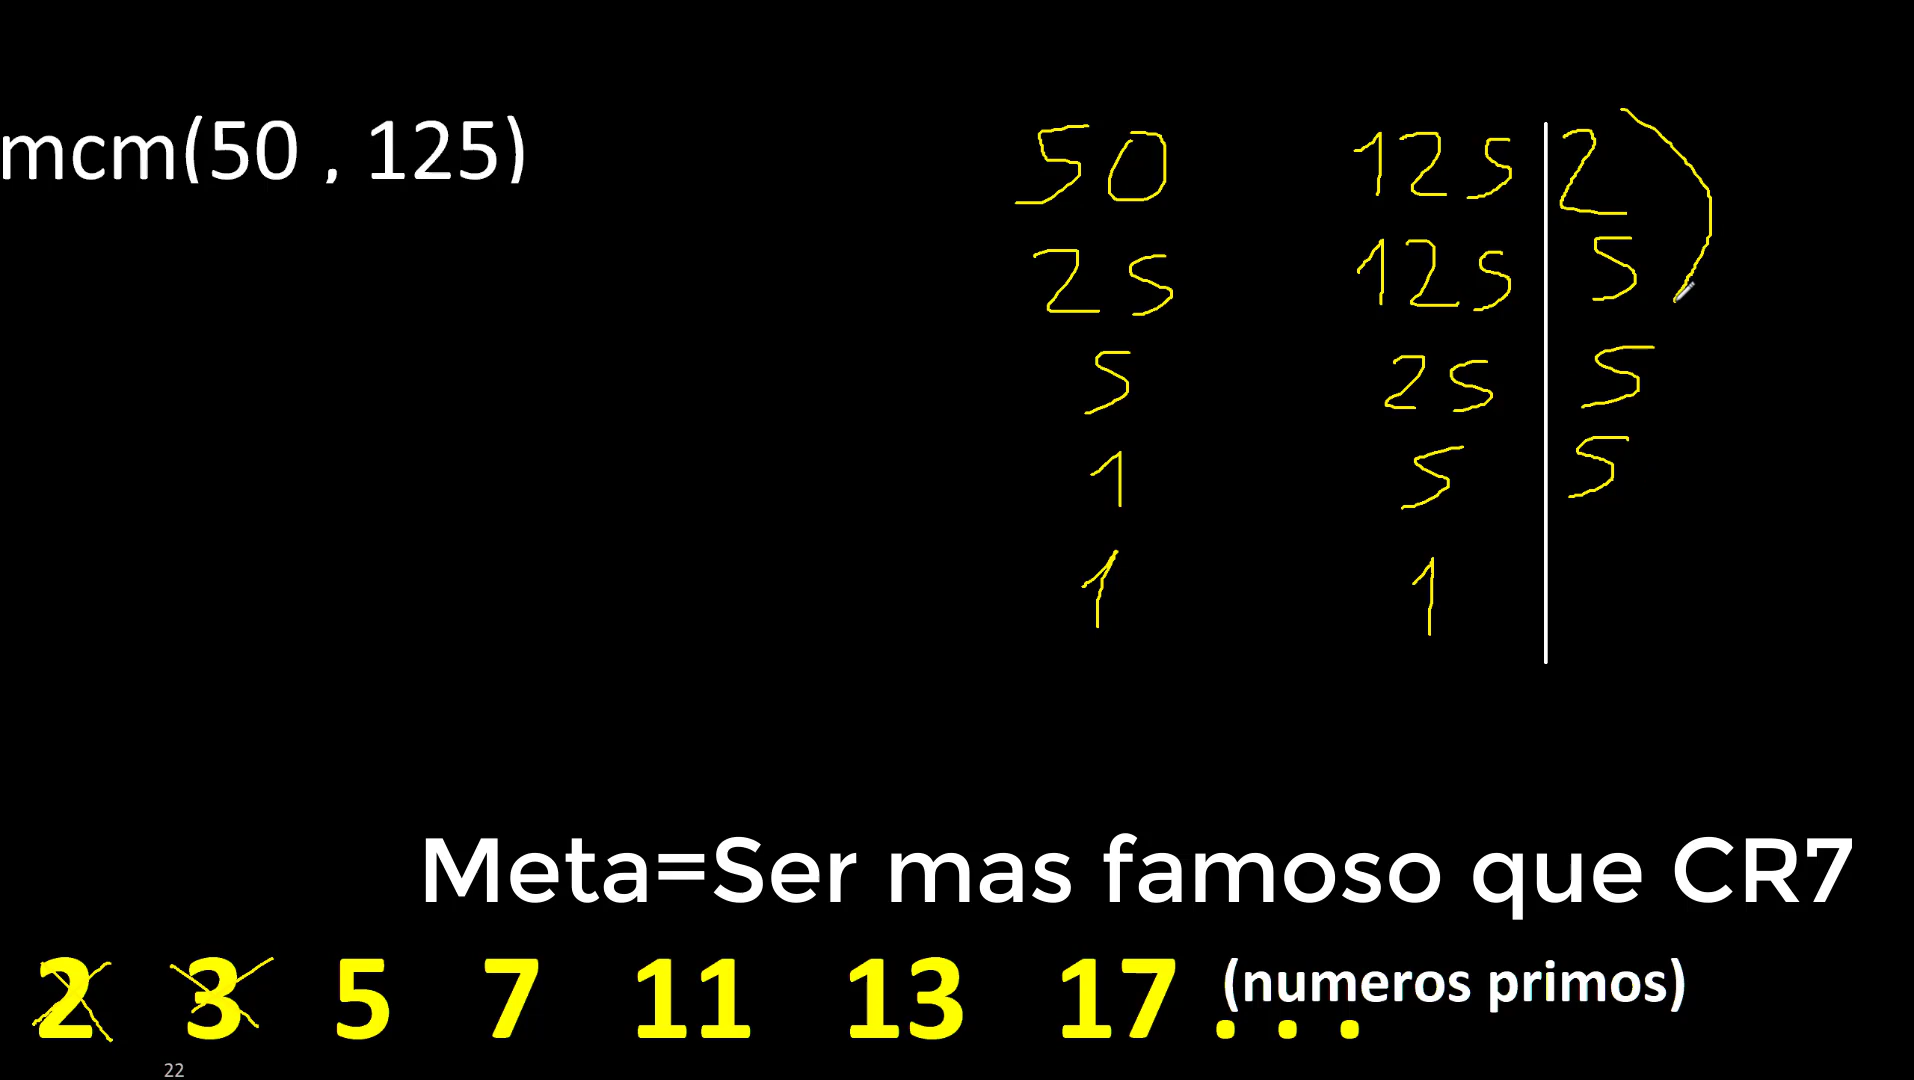 mcm(50 , 125)
50 125 2
25 125 5
5 25 5
1 5 5
1 1
Meta=Ser mas famoso que CR7
2 3 5 7 11 13 17 . . . (numeros primos)
22